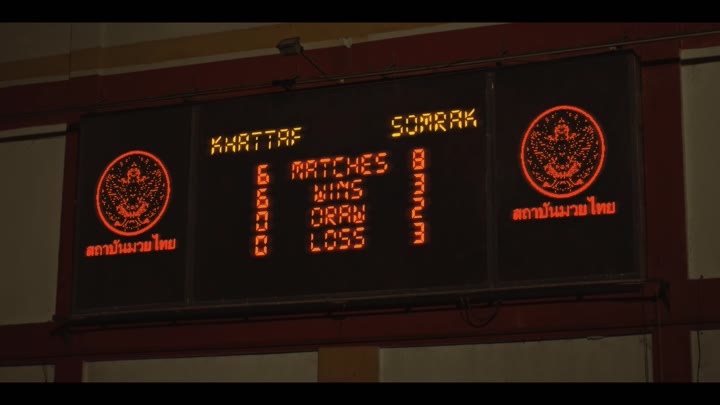 KHATTAF SOMRAK
6 MATCHES 8
6 WINS 3
0 DRAW 2
0 LOSS 3
สถาบันมวยไทย
สถาบันมวยไทย